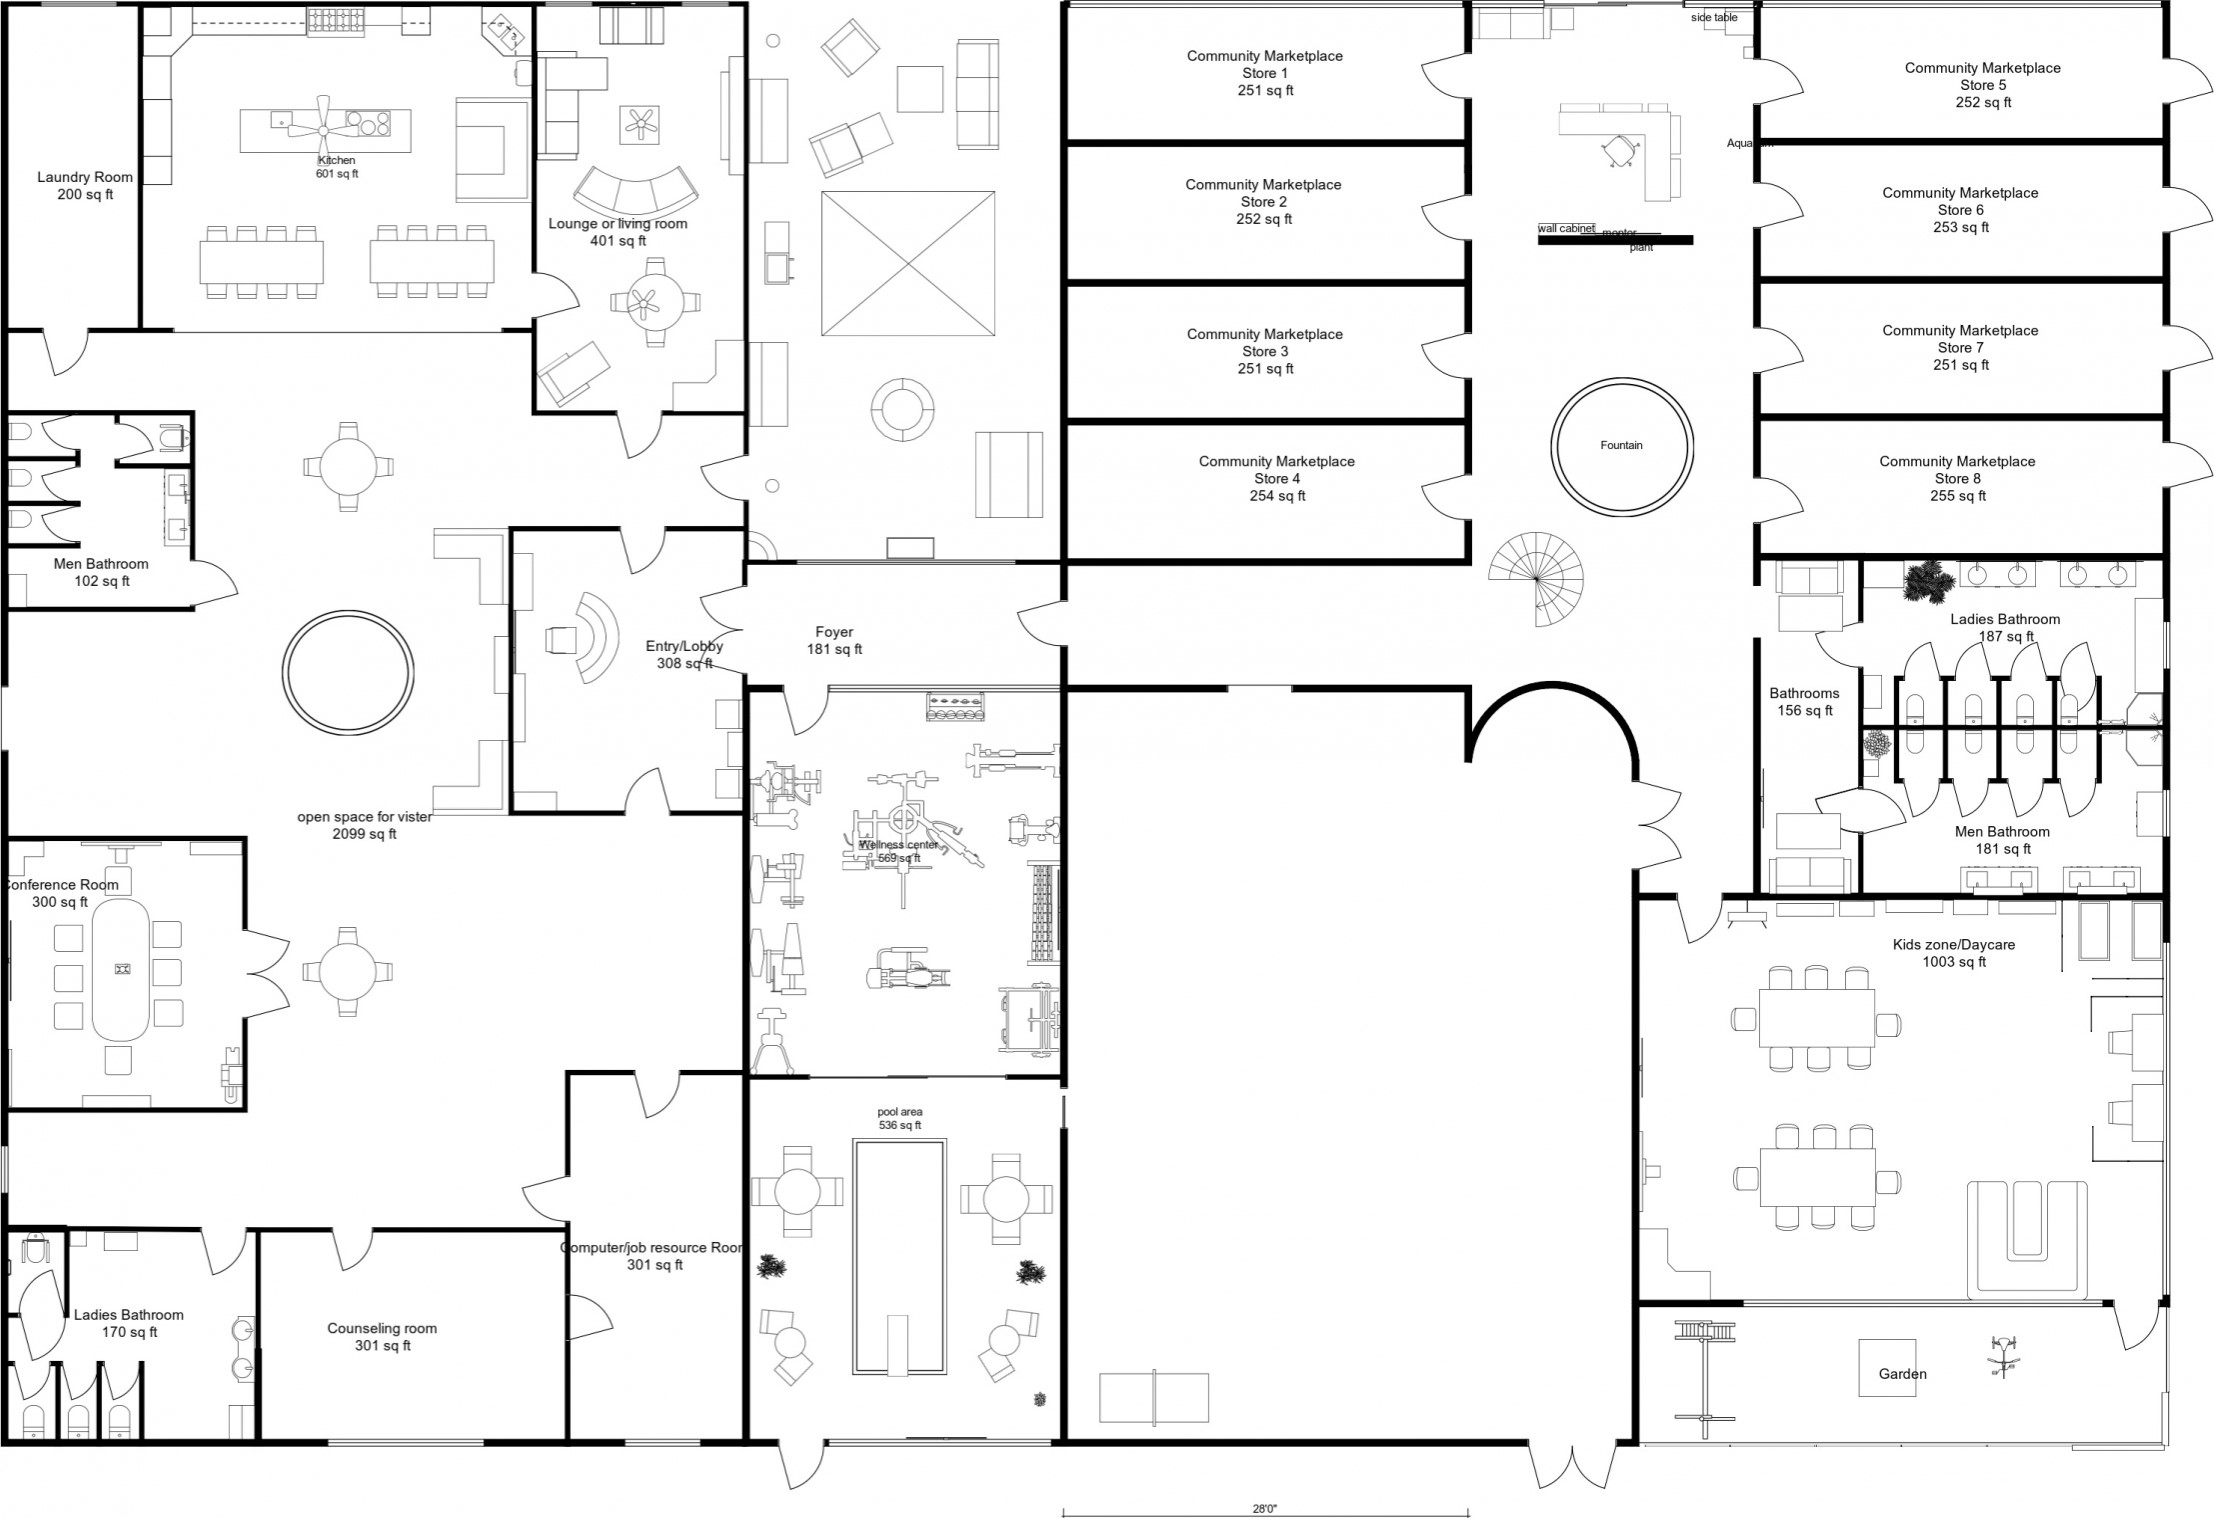 side table
Community Marketplace
Store 1
251 sq ft
Community Marketplace
Store 5
252 sq ft
Kitchen
601 sq ft
Laundry Room
200 sq ft
Lounge or living room
401 sq ft
Community Marketplace
Store 2
252 sq ft
wall cabinet
plant
Community Marketplace
Store 6
253 sq ft
Community Marketplace
Store 3
251 sq ft
Community Marketplace
Store 7
251 sq ft
Community Marketplace
Store 4
254 sq ft
Fountain
Community Marketplace
Store 8
255 sq ft
Men Bathroom
102 sq ft
Entry/Lobby
308 sq ft
Foyer
181 sq ft
Ladies Bathroom
187 sq ft
Bathrooms
156 sq ft
open space for vister
2099 sq ft
Wellness center
569 sq ft
Men Bathroom
181 sq ft
Conference Room
300 sq ft
Kids zone/Daycare
1003 sq ft
pool area
536 sq ft
Computer/job resource Room
301 sq ft
Ladies Bathroom
170 sq ft
Counseling room
301 sq ft
Garden
28'0"